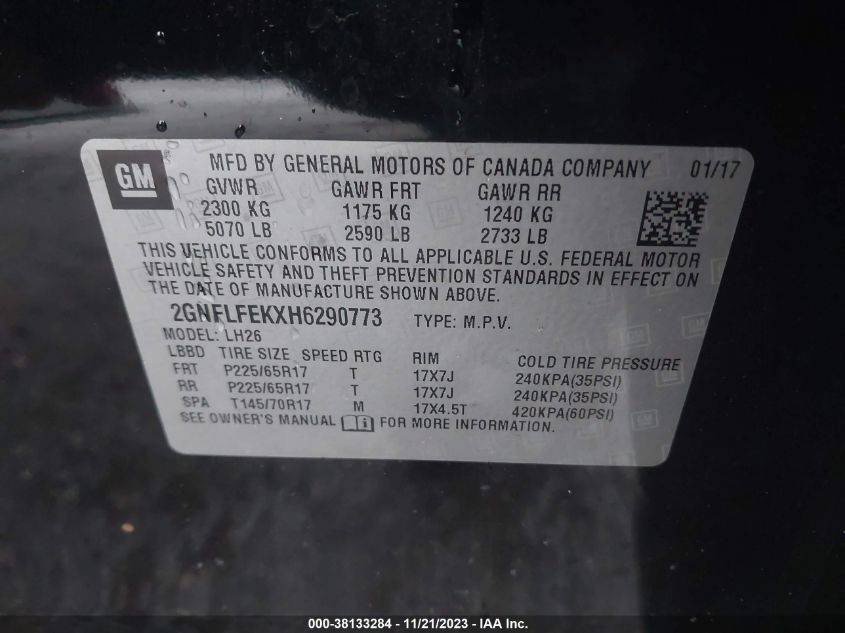 GM
MFD BY GENERAL MOTORS OF CANADA COMPANY 01/17
GVWR GAWR FRT GAWR RR
2300 KG 1175 KG 1240 KG
5070 LB 2590 LB 2733 LB
THIS VEHICLE CONFORMS TO ALL APPLICABLE U.S. FEDERAL MOTOR
VEHICLE SAFETY AND THEFT PREVENTION STANDARDS IN EFFECT ON
THE DATE OF MANUFACTURE SHOWN ABOVE.
2GNFLFEKXH6290773 TYPE: M.P.V.
MODEL: LH26
LBBD TIRE SIZE SPEED RTG RIM COLD TIRE PRESSURE
FRT P225/65R17 T 17X7J 240KPA(35PSI)
RR P225/65R17 T 17X7J 240KPA(35PSI)
SPA T145/70R17 M 17X4.5T 420KPA(60PSI)
SEE OWNER'S MANUAL FOR MORE INFORMATION.
000-38133284 - 11/21/2023 - IAA Inc.